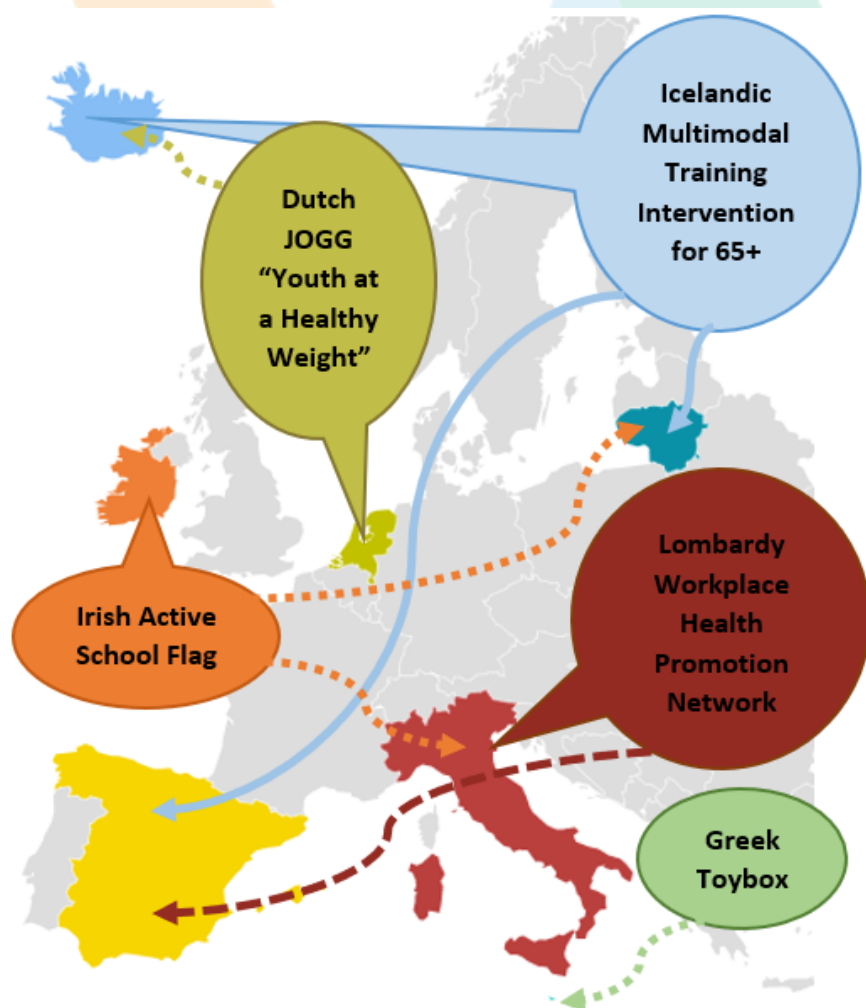 Icelandic
Multimodal
Training
Intervention
for 65+
Dutch
JOGG
“Youth at
a Healthy
Weight”
Irish Active
School Flag
Lombardy
Workplace
Health
Promotion
Network
Greek
Toybox